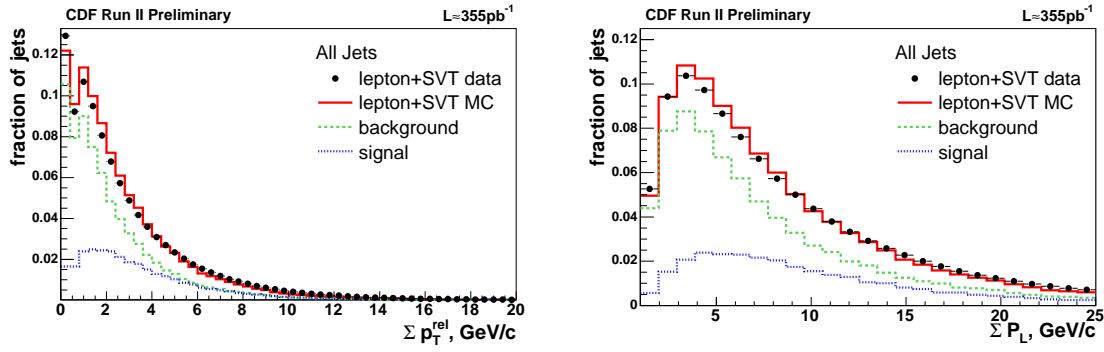 CDF Run II Preliminary L≈355pb⁻¹
fraction of jets
0.12
0.1
0.08
0.06
0.04
0.02
All Jets
lepton+SVT data
lepton+SVT MC
background
signal
0 2 4 6 8 10 12 14 16 18 20
Σ p_T^rel, GeV/c
CDF Run II Preliminary L≈355pb⁻¹
fraction of jets
0.12
0.1
0.08
0.06
0.04
0.02
0
All Jets
lepton+SVT data
lepton+SVT MC
background
signal
5 10 15 20 25
Σ P_L, GeV/c